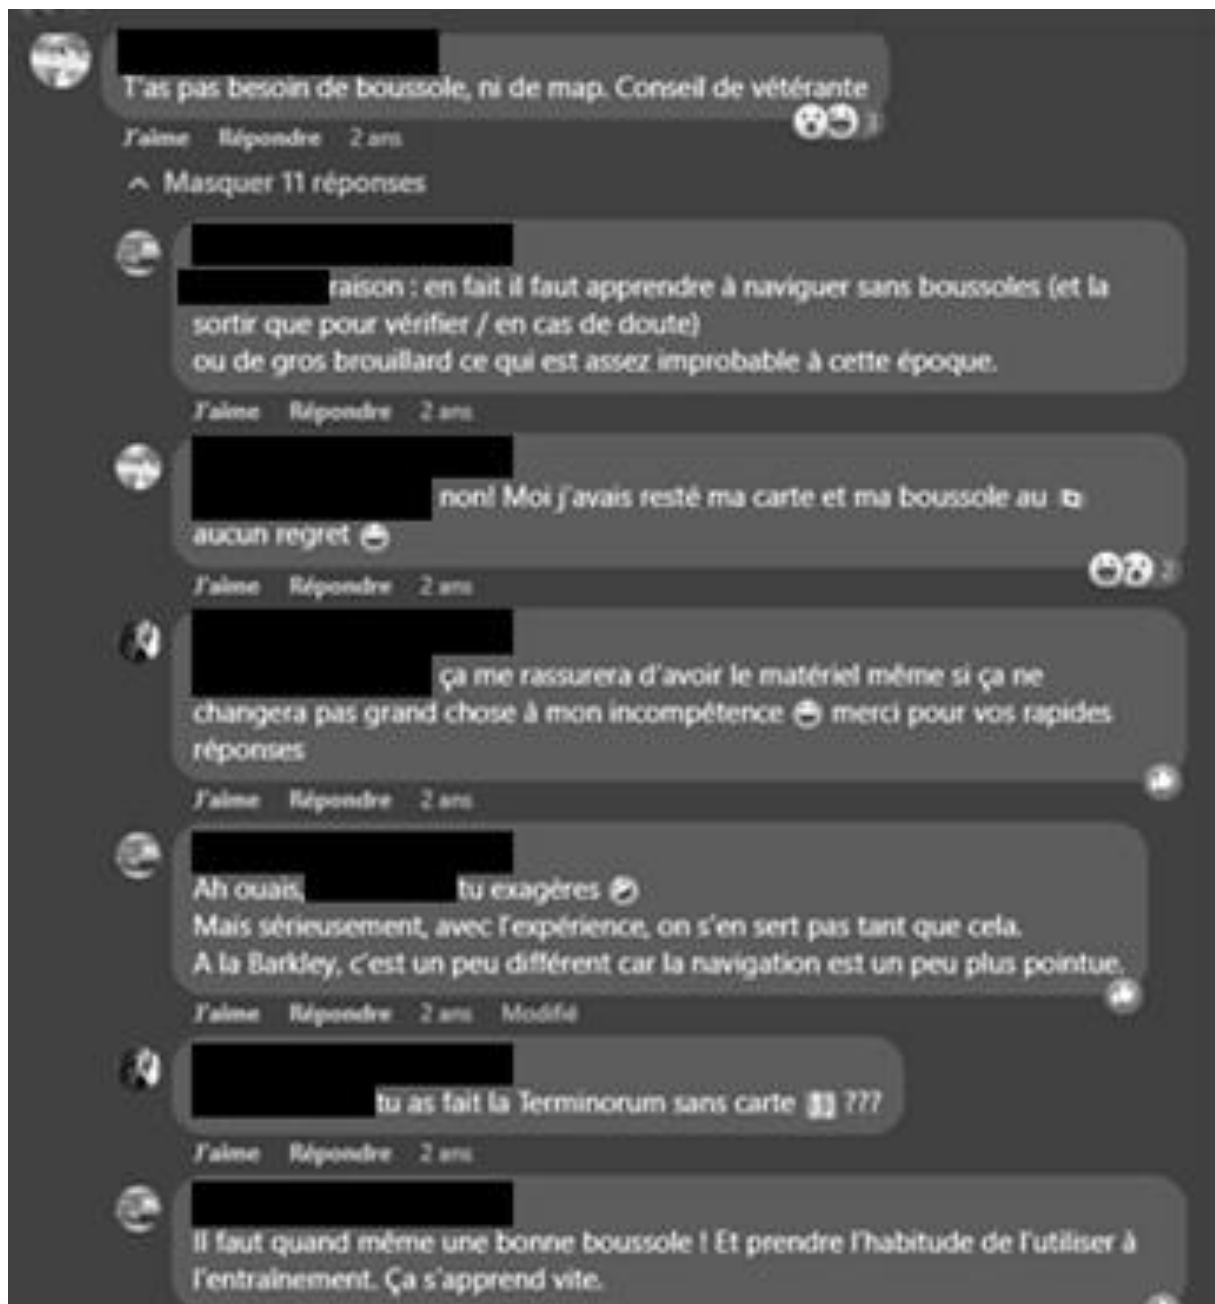 T'as pas besoin de boussole, ni de map. Conseil de vétérante
3
J'aime Répondre 2 ans
Masquer 11 réponses
raison : en fait il faut apprendre à naviguer sans boussoles (et la
sortir que pour vérifier / en cas de doute)
ou de gros brouillard ce qui est assez improbable à cette époque.
J'aime Répondre 2 ans
non! Moi j'avais resté ma carte et ma boussole au
aucun regret
2
J'aime Répondre 2 ans
ça me rassurera d'avoir le matériel même si ça ne
changera pas grand chose à mon incompétence merci pour vos rapides
réponses
J'aime Répondre 2 ans
Ah ouais, tu exagères
Mais sérieusement, avec l'expérience, on s'en sert pas tant que cela.
A la Barkley, c'est un peu différent car la navigation est un peu plus pointue.
J'aime Répondre 2 ans Modifié
tu as fait la Terminorum sans carte ???
J'aime Répondre 2 ans
Il faut quand même une bonne boussole ! Et prendre l'habitude de l'utiliser à
l'entraînement. Ça s'apprend vite.